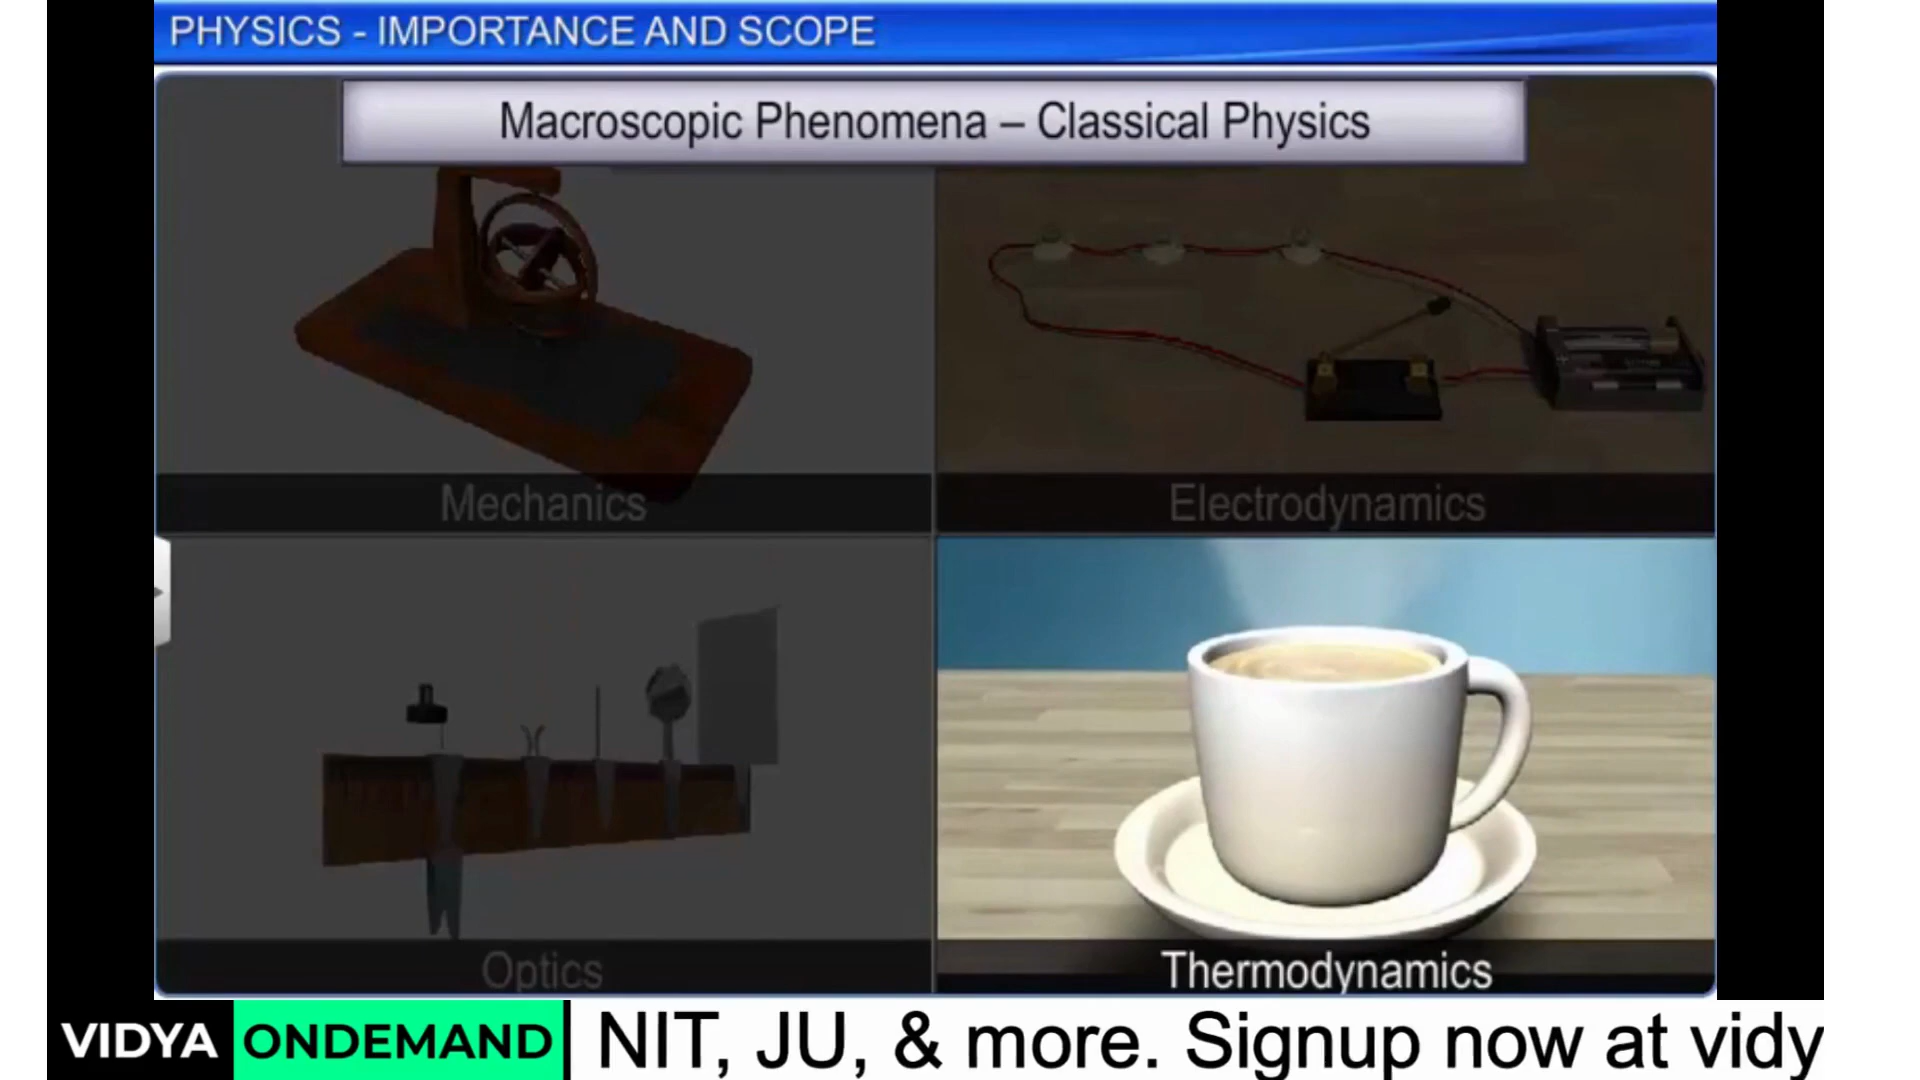 PHYSICS - IMPORTANCE AND SCOPE
Macroscopic Phenomena – Classical Physics
Mechanics
Electrodynamics
Optics
Thermodynamics
VIDYA ONDEMAND NIT, JU, & more. Signup now at vidy